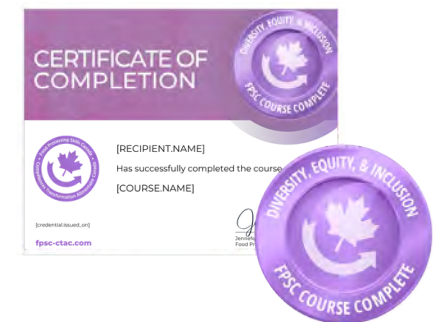 CERTIFICATE OF
COMPLETION
DIVERSITY, EQUITY, & INCLUSION
FPSC COURSE COMPLETE
[RECIPIENT.NAME]
Has successfully completed the course
[COURSE.NAME]
[credential.issued_on]
fpsc-ctac.com
DIVERSITY, EQUITY, & INCLUSION
FPSC COURSE COMPLETE